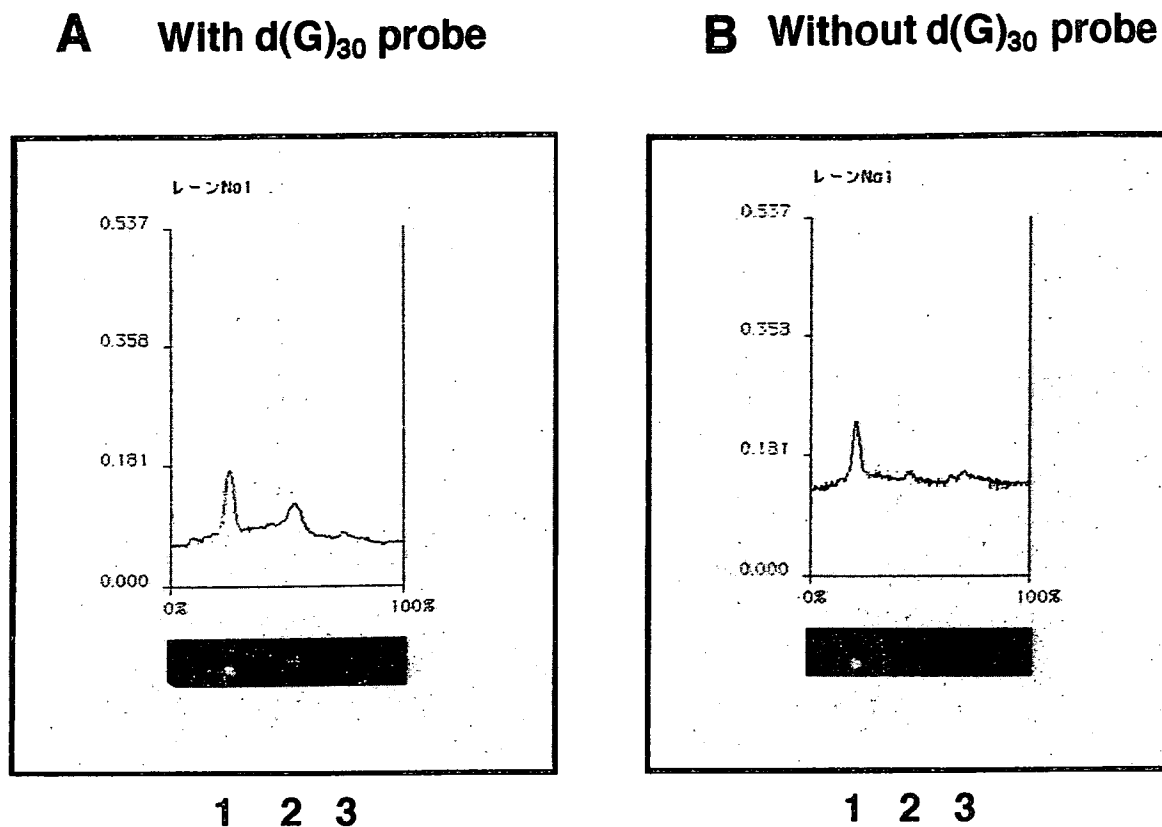 A With d(G)30 probe
レーンNo1
0.537
0.358
0.181
0.000
0% 100%
1 2 3
B Without d(G)30 probe
レーンNo1
0.537
0.358
0.181
0.000
0% 100%
1 2 3